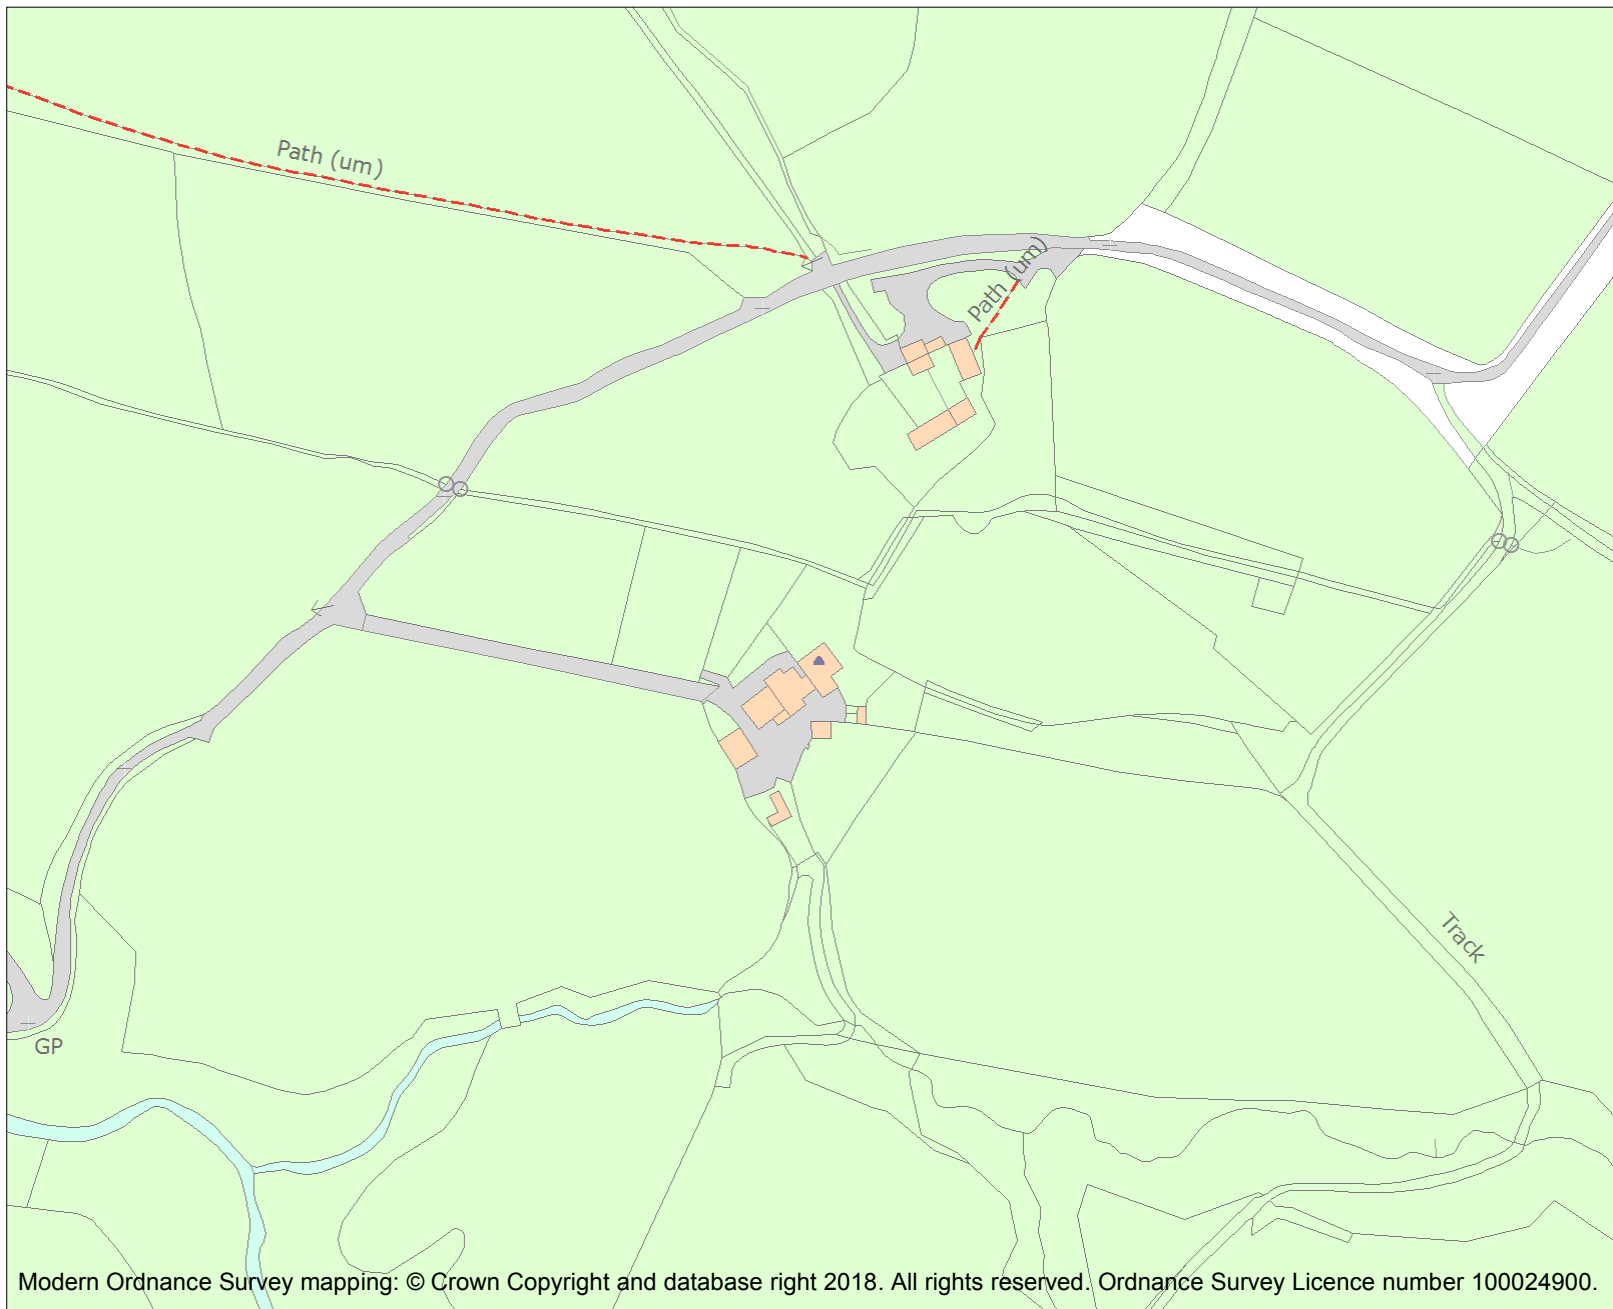 Path (um)
Path (um)
Track
GP
Modern Ordnance Survey mapping: © Crown Copyright and database right 2018. All rights reserved. Ordnance Survey Licence number 100024900.